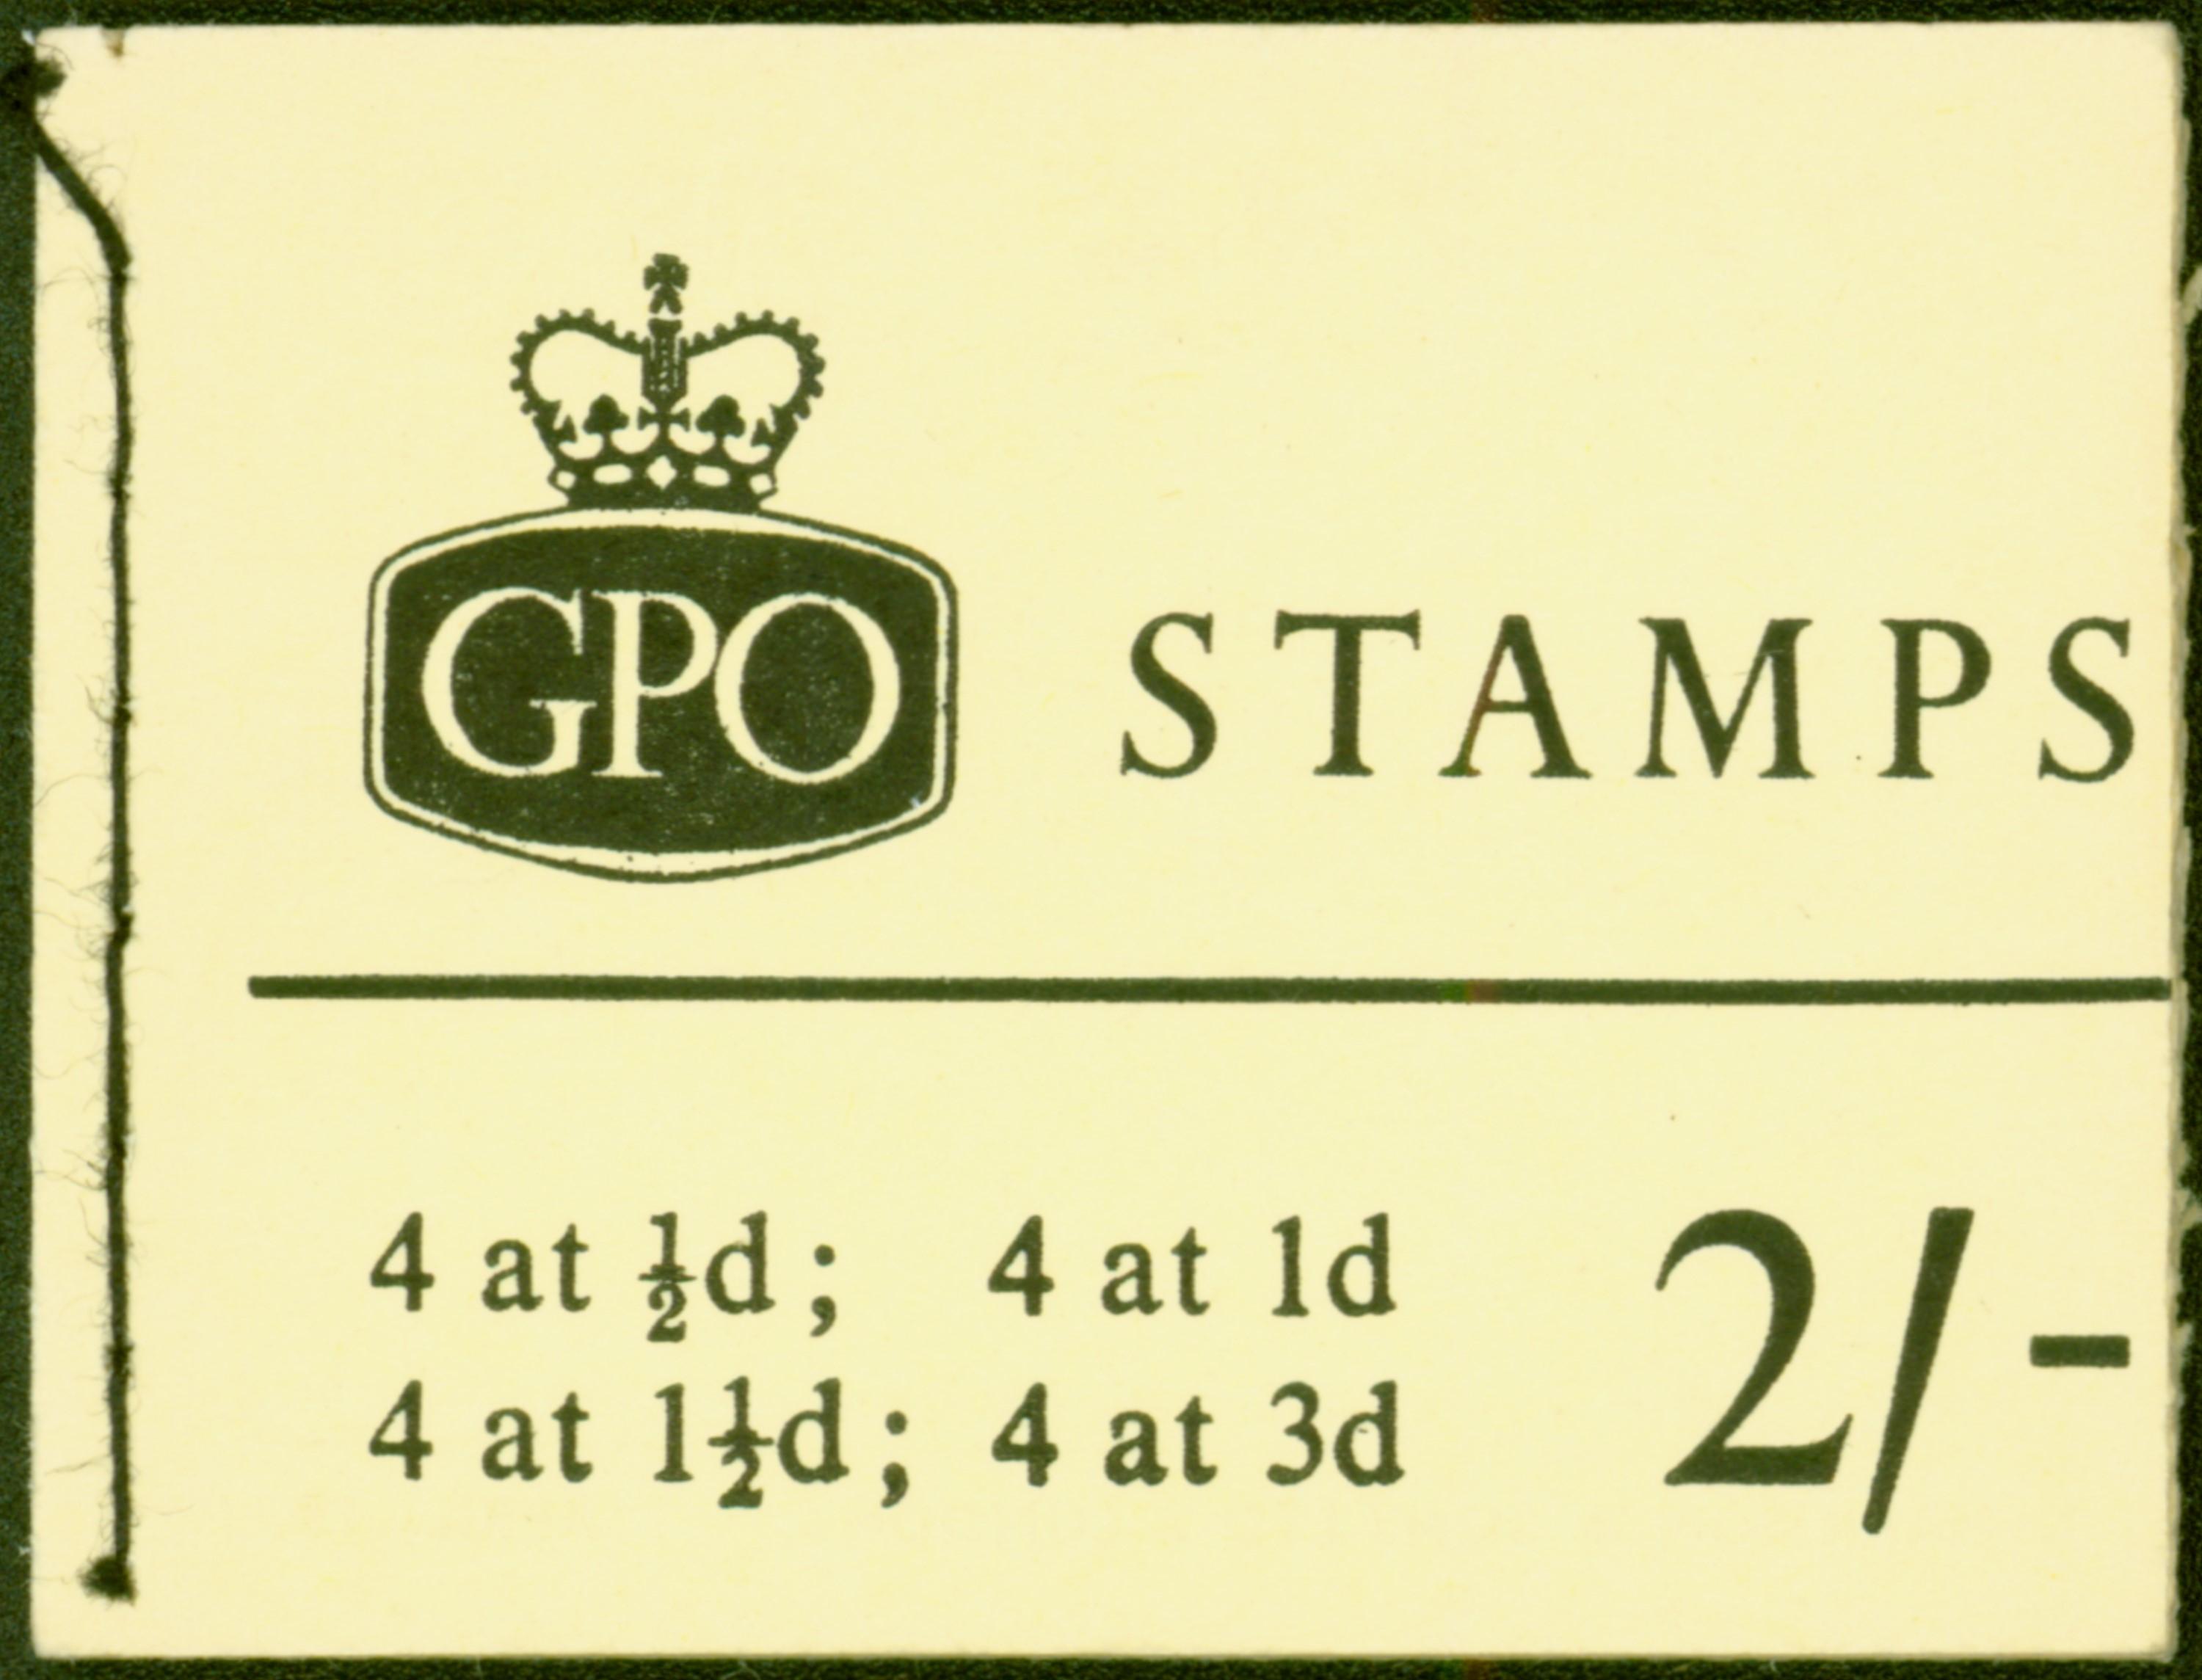 GPO STAMPS
4 at ½d; 4 at 1d
4 at 1½d; 4 at 3d
2/-